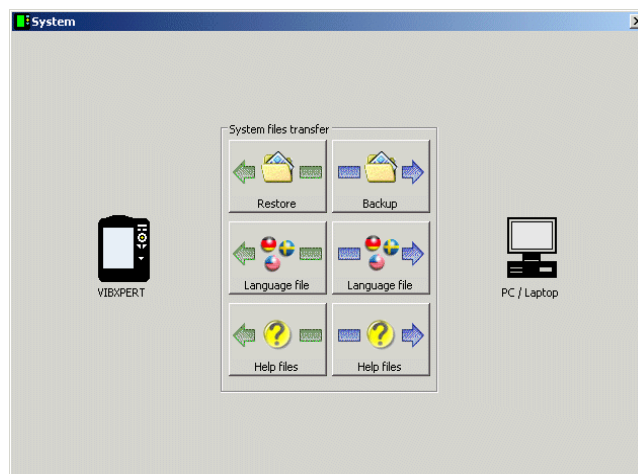 System
System files transfer
Restore
Backup
VIBXPERT
Language file
Language file
PC / Laptop
Help files
Help files